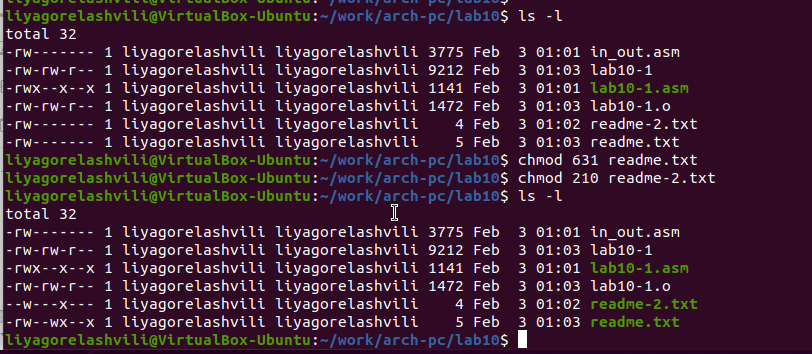 liyagorelashvili@VirtualBox-Ubuntu:~/work/arch-pc/lab10$ ls -l
total 32
-rw------- 1 liyagorelashvili liyagorelashvili 3775 Feb  3 01:01 in_out.asm
-rw-rw-r-- 1 liyagorelashvili liyagorelashvili 9212 Feb  3 01:03 lab10-1
-rwx--x--x 1 liyagorelashvili liyagorelashvili 1141 Feb  3 01:01 lab10-1.asm
-rw-rw-r-- 1 liyagorelashvili liyagorelashvili 1472 Feb  3 01:03 lab10-1.o
-rw------- 1 liyagorelashvili liyagorelashvili    4 Feb  3 01:02 readme-2.txt
-rw------- 1 liyagorelashvili liyagorelashvili    5 Feb  3 01:03 readme.txt
liyagorelashvili@VirtualBox-Ubuntu:~/work/arch-pc/lab10$ chmod 631 readme.txt
liyagorelashvili@VirtualBox-Ubuntu:~/work/arch-pc/lab10$ chmod 210 readme-2.txt
liyagorelashvili@VirtualBox-Ubuntu:~/work/arch-pc/lab10$ ls -l
total 32
-rw------- 1 liyagorelashvili liyagorelashvili 3775 Feb  3 01:01 in_out.asm
-rw-rw-r-- 1 liyagorelashvili liyagorelashvili 9212 Feb  3 01:03 lab10-1
-rwx--x--x 1 liyagorelashvili liyagorelashvili 1141 Feb  3 01:01 lab10-1.asm
-rw-rw-r-- 1 liyagorelashvili liyagorelashvili 1472 Feb  3 01:03 lab10-1.o
--w---x--- 1 liyagorelashvili liyagorelashvili    4 Feb  3 01:02 readme-2.txt
-rw--wx--x 1 liyagorelashvili liyagorelashvili    5 Feb  3 01:03 readme.txt
liyagorelashvili@VirtualBox-Ubuntu:~/work/arch-pc/lab10$